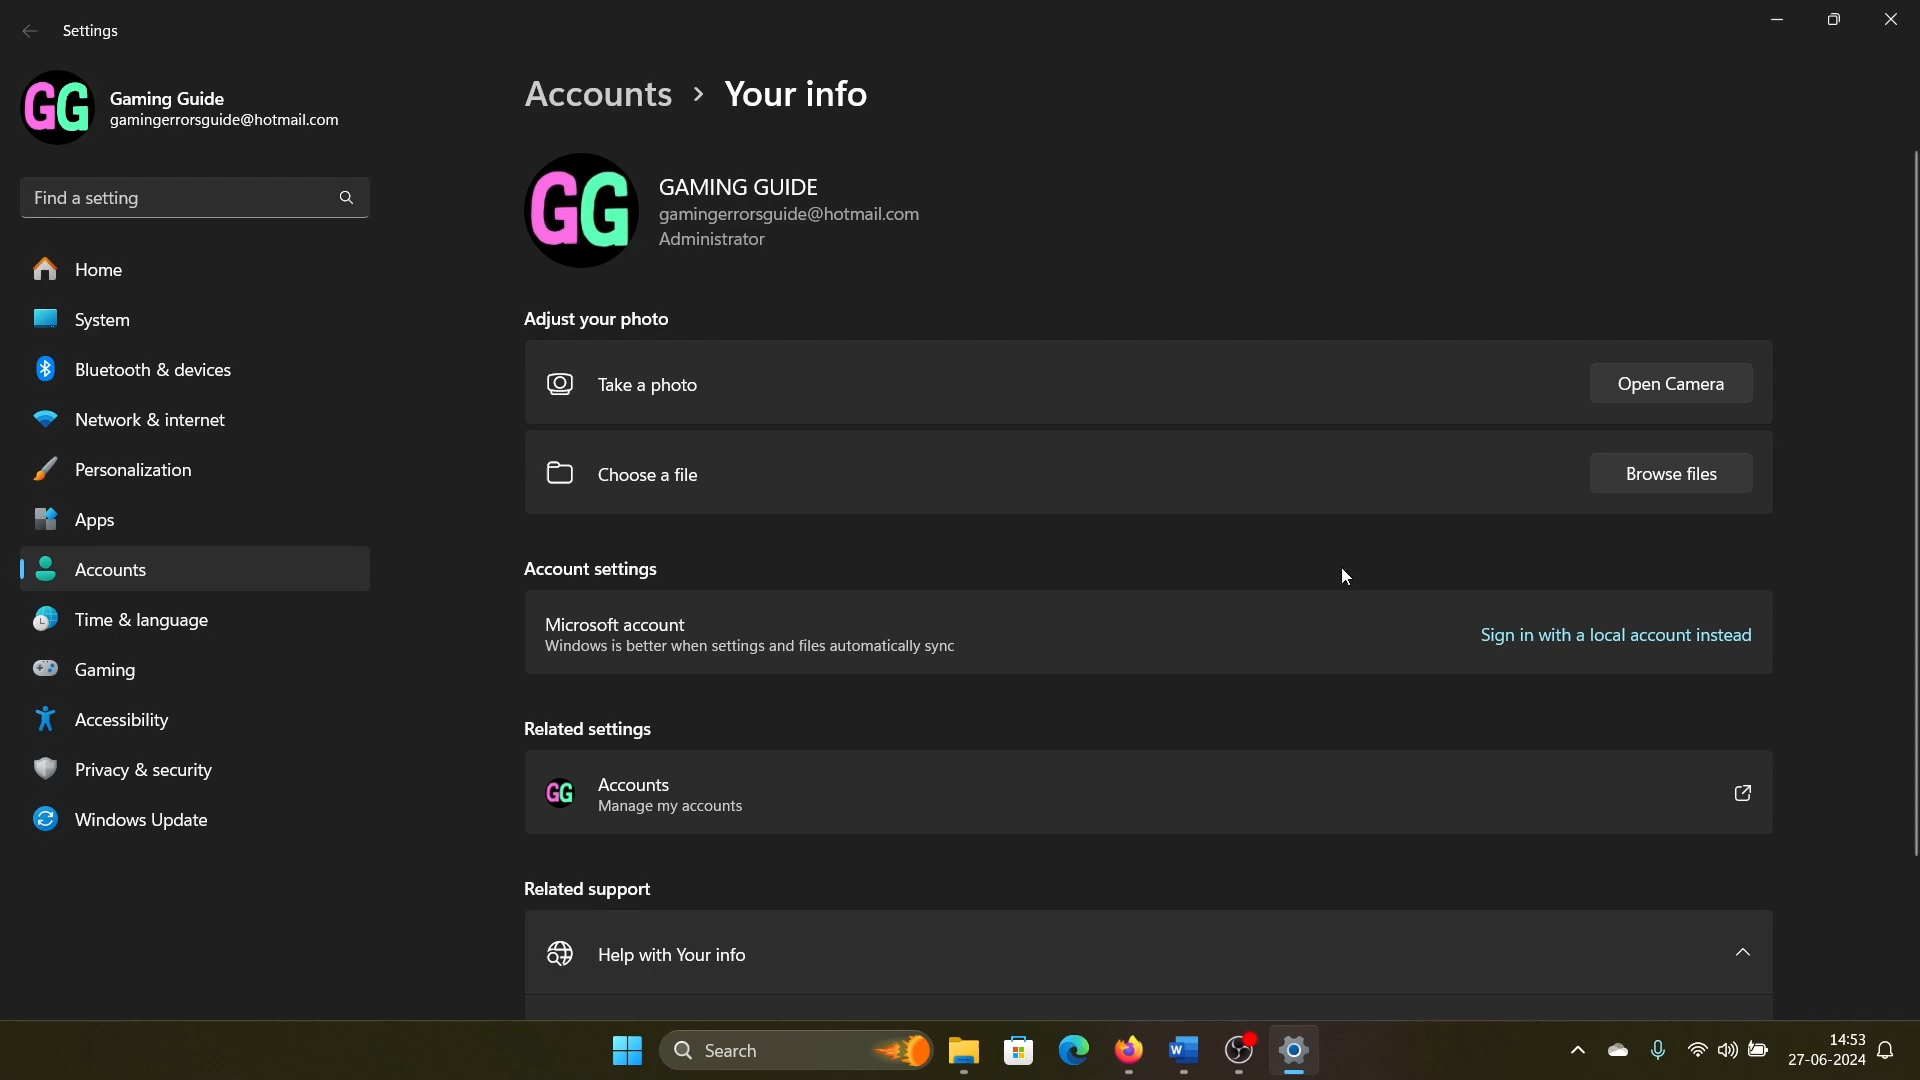 Settings
GG
Gaming Guide
gamingerrorsguide@hotmail.com
Find a setting
Home
System
Bluetooth & devices
Network & internet
Personalization
Apps
Accounts
Time & language
Gaming
Accessibility
Privacy & security
Windows Update
Accounts > Your info
GG
GAMING GUIDE
gamingerrorsguide@hotmail.com
Administrator
Adjust your photo
Take a photo
Open Camera
Choose a file
Browse files
Account settings
Microsoft account
Windows is better when settings and files automatically sync
Sign in with a local account instead
Related settings
GG
Accounts
Manage my accounts
Related support
Help with Your info
Search
W
14:53
27-06-2024